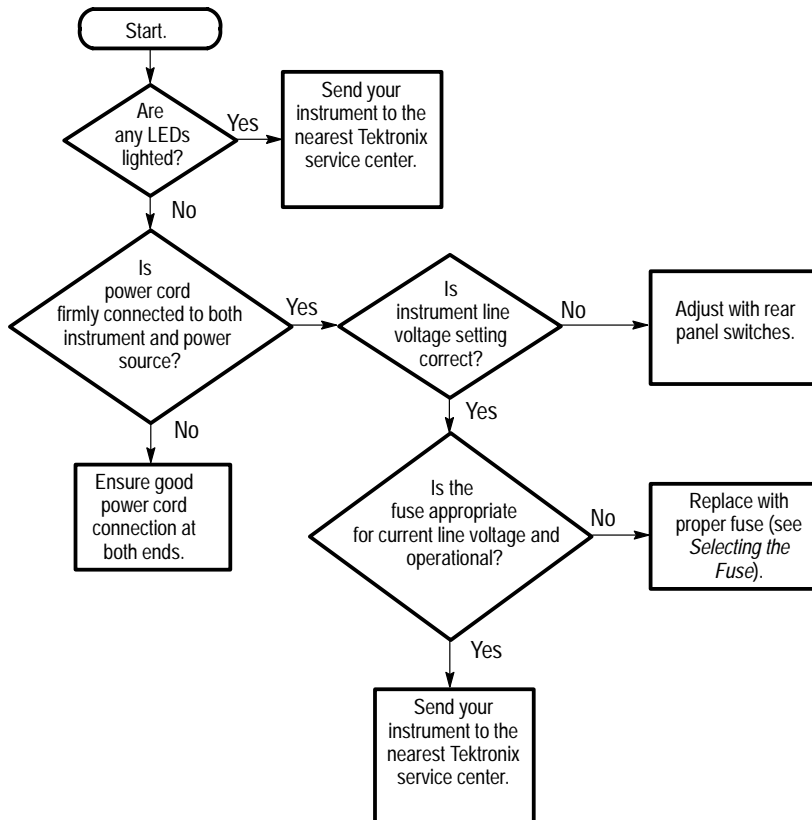 Start.
Are
any LEDs
lighted?
Yes
Send your
instrument to the
nearest Tektronix
service center.
No
Is
power cord
firmly connected to both
instrument and power
source?
Yes
Is
instrument line
voltage setting
correct?
No
Adjust with rear
panel switches.
No
Ensure good
power cord
connection at
both ends.
Yes
Is the
fuse appropriate
for current line voltage and
operational?
No
Replace with
proper fuse (see
Selecting the
Fuse).
Yes
Send your
instrument to the
nearest Tektronix
service center.